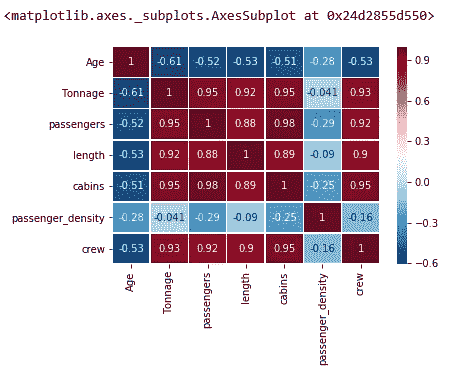 <matplotlib.axes._subplots.AxesSubplot at 0x24d2855d550>
Age 1 -0.61 -0.52 -0.53 -0.51 -0.28 -0.53
Tonnage -0.61 1 0.95 0.92 0.95 -0.041 0.93
passengers -0.52 0.95 1 0.88 0.98 -0.29 0.92
length -0.53 0.92 0.88 1 0.89 -0.09 0.9
cabins -0.51 0.95 0.98 0.89 1 -0.25 0.95
passenger_density -0.28 -0.041 -0.29 -0.09 -0.25 1 -0.16
crew -0.53 0.93 0.92 0.9 0.95 -0.16 1
Age Tonnage passengers length cabins passenger_density crew
0.9
0.6
0.3
0.0
-0.3
-0.6